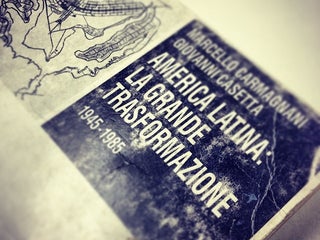 MARCELLO CARMAGNANI
GIOVANNI CASETTA
AMERICA LATINA:
LA GRANDE
TRASFORMAZIONE
1945-1985